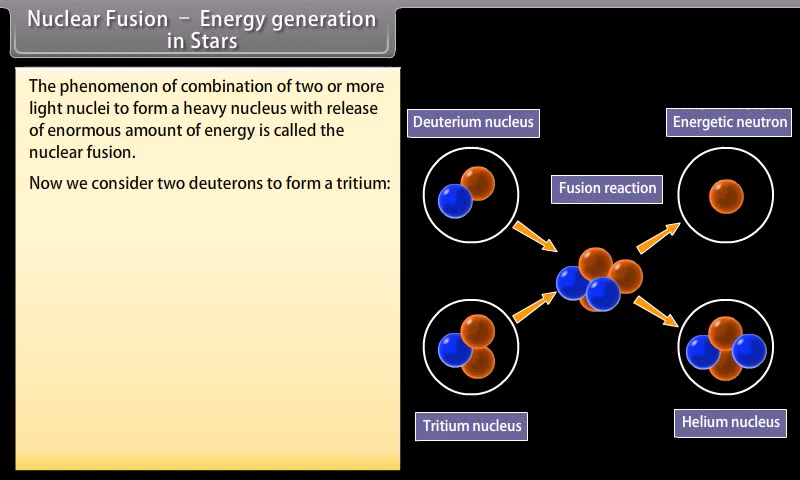 Nuclear Fusion – Energy generation
in Stars
The phenomenon of combination of two or more
light nuclei to form a heavy nucleus with release
of enormous amount of energy is called the
nuclear fusion.
Now we consider two deuterons to form a tritium:
Deuterium nucleus
Energetic neutron
Fusion reaction
Tritium nucleus
Helium nucleus